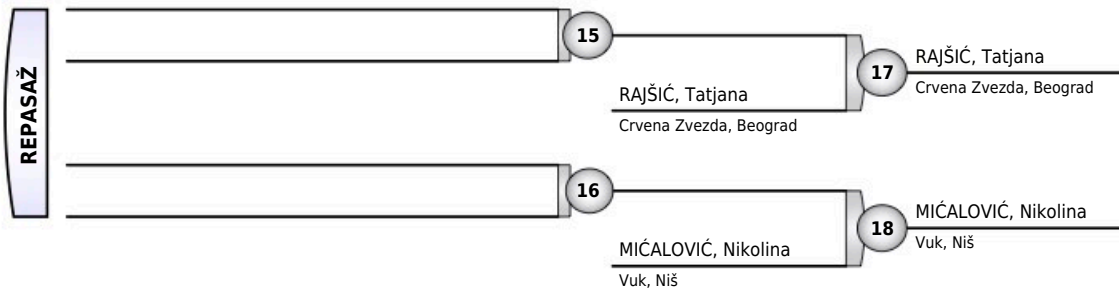 REPASAŽ
15
RAJŠIĆ, Tatjana
Crvena Zvezda, Beograd
17
RAJŠIĆ, Tatjana
Crvena Zvezda, Beograd
16
MIĆALOVIĆ, Nikolina
Vuk, Niš
18
MIĆALOVIĆ, Nikolina
Vuk, Niš